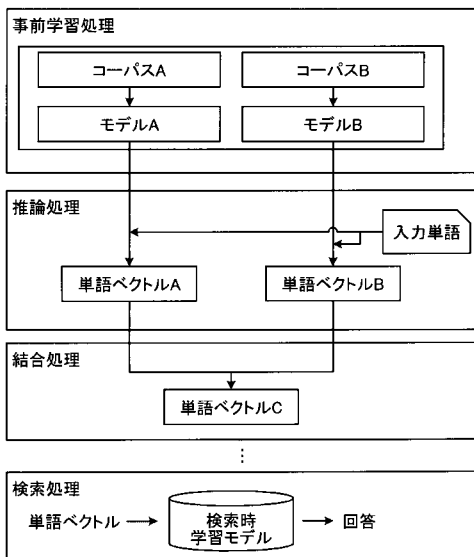 事前学習処理
コーパスA
コーパスB
モデルA
モデルB
推論処理
入力単語
単語ベクトルA
単語ベクトルB
結合処理
単語ベクトルC
⋮
検索処理
単語ベクトル
検索時
学習モデル
回答